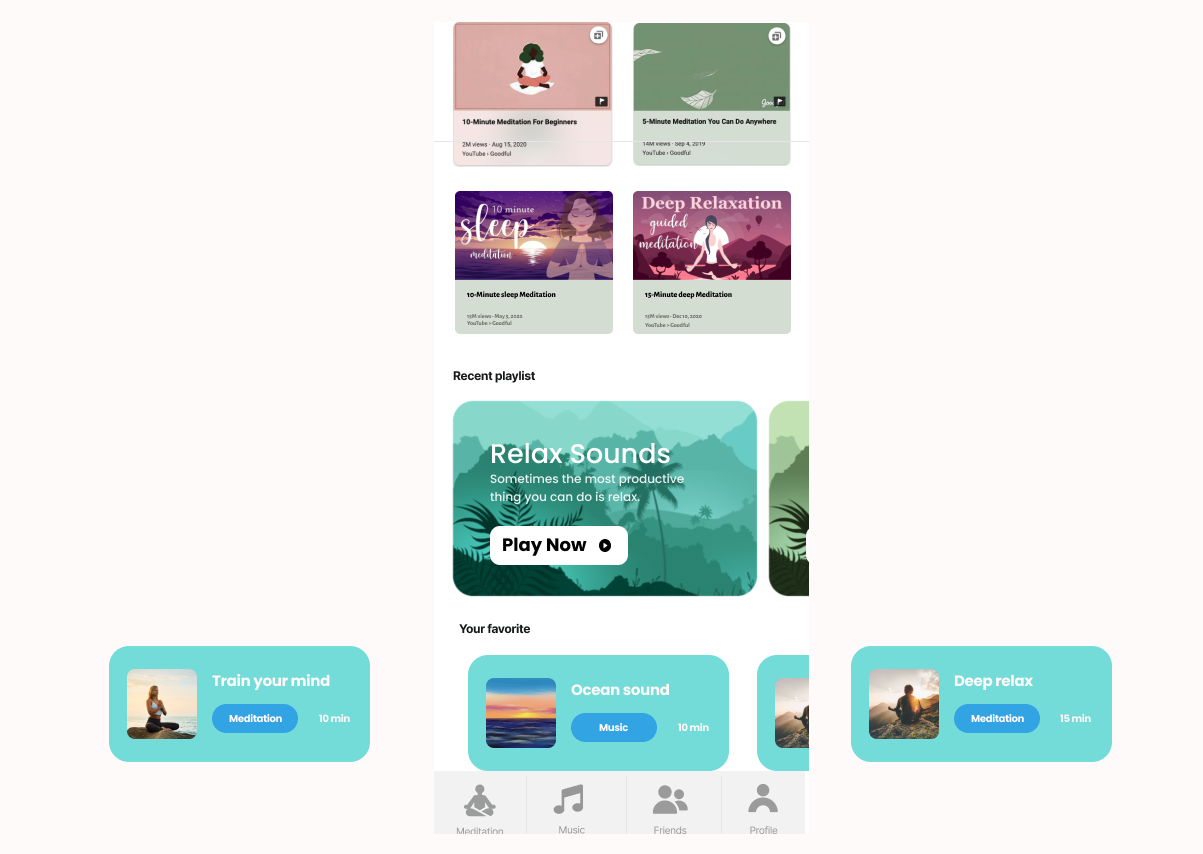 10-Minute Meditation For Beginners
2M views · Aug 15, 2020
YouTube › Goodful
5-Minute Meditation You Can Do Anywhere
14M views · Sep 4, 2019
YouTube › Goodful
10 minute
sleep
meditation
10-Minute sleep Meditation
15M views · May 5, 2020
YouTube > Goodful
Deep Relaxation
guided
meditation
15-Minute deep Meditation
15M views · Dec 10, 2020
YouTube > Goodful
Recent playlist
Relax Sounds
Sometimes the most productive
thing you can do is relax.
Play Now
Your favorite
Train your mind
Meditation
10 min
Ocean sound
Music
10 min
Deep relax
Meditation
15 min
Meditation
Music
Friends
Profile